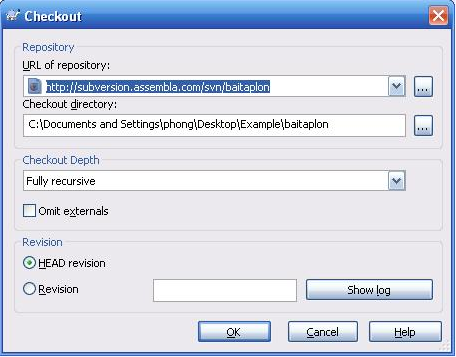 Checkout
Repository
URL of repository:
http://subversion.assembla.com/svn/baitaplon
...
Checkout directory:
C:\Documents and Settings\phong\Desktop\Example\baitaplon
...
Checkout Depth
Fully recursive
Omit externals
Revision
HEAD revision
Revision
Show log
OK
Cancel
Help